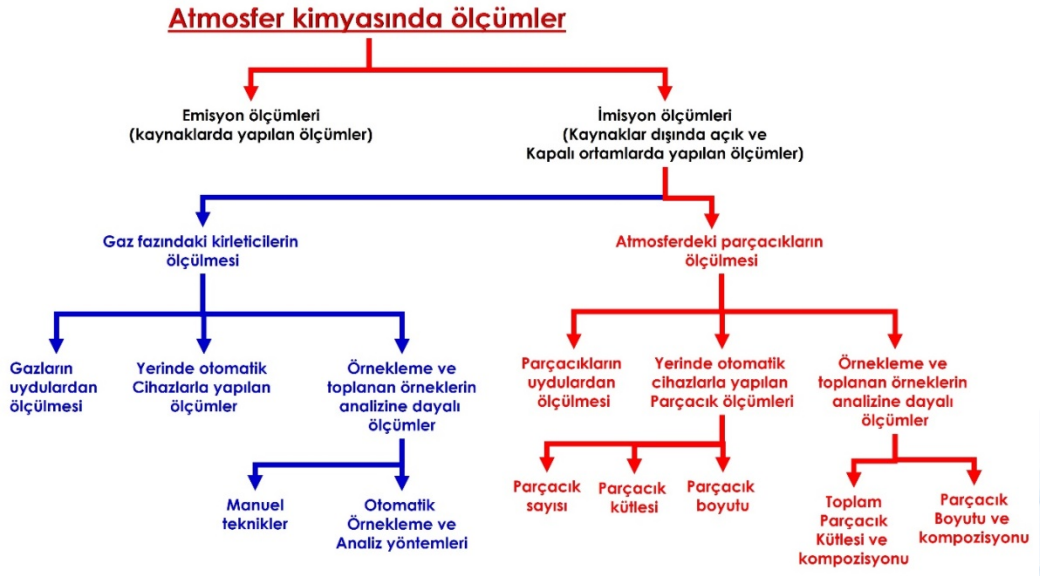 Atmosfer kimyasında ölçümler
Emisyon ölçümleri
(kaynaklarda yapılan ölçümler)
İmisyon ölçümleri
(Kaynaklar dışında açık ve
Kapalı ortamlarda yapılan ölçümler)
Gaz fazındaki kirleticilerin
ölçülmesi
Atmosferdeki parçacıkların
ölçülmesi
Gazların
uydulardan
ölçülmesi
Yerinde otomatik
Cihazlarla yapılan
ölçümler
Örnekleme ve
toplanan örneklerin
analizine dayalı
ölçümler
Parçacıkların
uydulardan
ölçülmesi
Yerinde otomatik
cihazlarla yapılan
Parçacık ölçümleri
Örnekleme ve
toplanan örneklerin
analizine dayalı
ölçümler
Manuel
teknikler
Otomatik
Örnekleme ve
Analiz yöntemleri
Parçacık
sayısı
Parçacık
kütlesi
Parçacık
boyutu
Toplam
Parçacık
Kütlesi ve
kompozisyonu
Parçacık
Boyutu ve
kompozisyonu